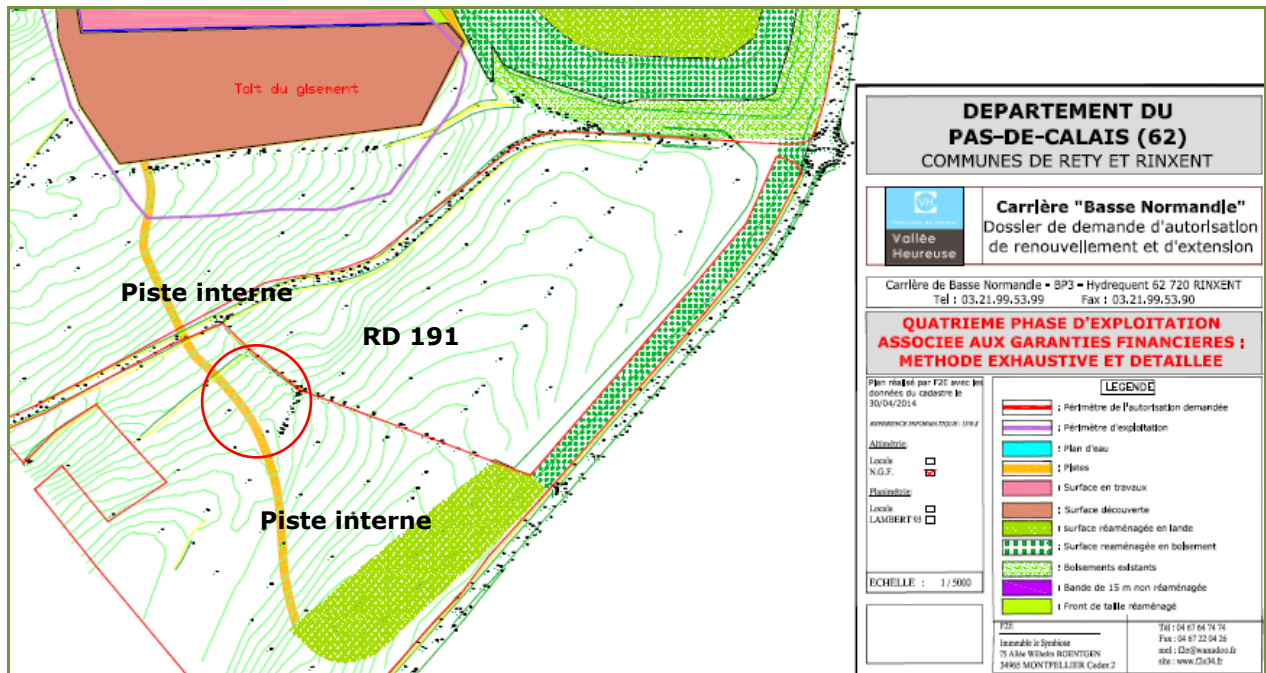 Toit du gisement
Piste interne
RD 191
Piste interne
DEPARTEMENT DU
PAS-DE-CALAIS (62)
COMMUNES DE RETY ET RINXENT
VH
Vallée
Heureuse
Carrière "Basse Normandie"
Dossier de demande d'autorisation
de renouvellement et d'extension
Carrière de Basse Normandie - BP3 - Hydrequent 62 720 RINXENT
Tel : 03.21.99.53.99 Fax : 03.21.99.53.90
QUATRIEME PHASE D'EXPLOITATION
ASSOCIEE AUX GARANTIES FINANCIERES :
METHODE EXHAUSTIVE ET DETAILLEE
Plan réalisé par F2E avec les
données du cadastre le
30/04/2014
REFERENCE INFORMATIQUE :
Altimétrie:
Locale
N.G.F.
Planimétrie:
Locale
LAMBERT 93
ECHELLE : 1/5000
LEGENDE
: Périmètre de l'autorisation demandée
: Périmètre d'exploitation
: Plan d'eau
: Pistes
: Surface en travaux
: Surface découverte
: surface réaménagée en lande
: Surface reaménagée en boisement
: Boisements existants
: Bande de 15 m non réaménagée
: Front de taille réaménagé
F2E
Immeuble le Symbiose
75 Allée Wilhelm ROENTGEN
34965 MONTPELLIER Cedex 2
Tél : 04 67 64 74 74
Fax : 04 67 22 04 26
mel : f2e@wanadoo.fr
site : www.f2e34.fr